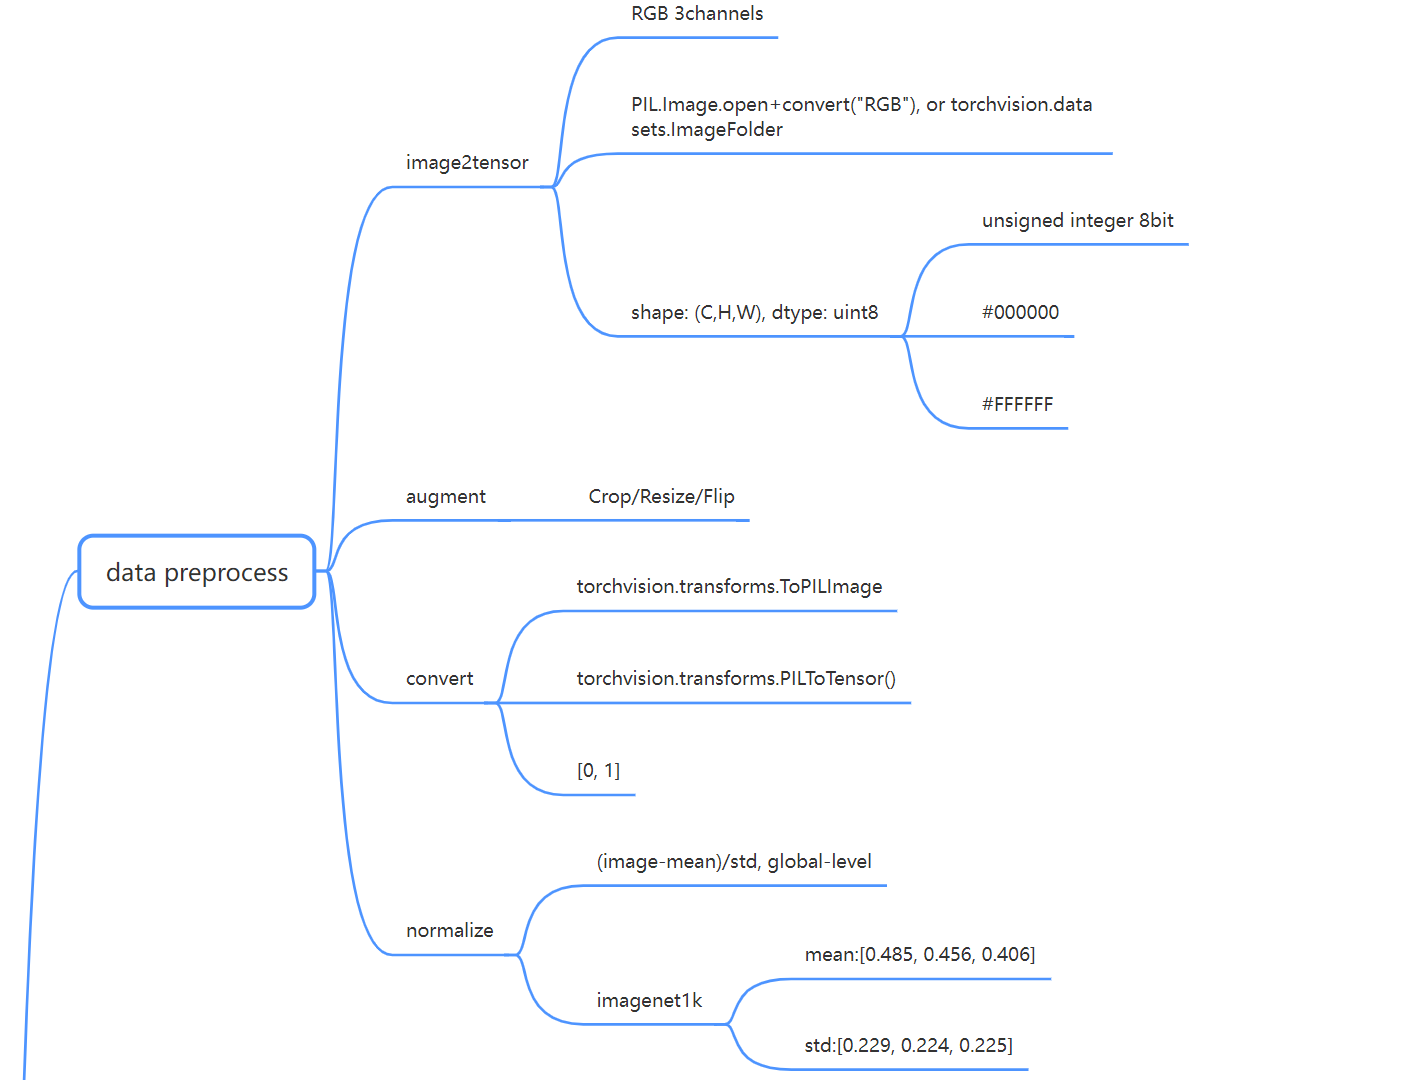 RGB 3channels
PIL.Image.open+convert("RGB"), or torchvision.data
sets.ImageFolder
image2tensor
unsigned integer 8bit
shape: (C,H,W), dtype: uint8
#000000
#FFFFFF
augment
Crop/Resize/Flip
data preprocess
torchvision.transforms.ToPILImage
convert
torchvision.transforms.PILToTensor()
[0, 1]
(image-mean)/std, global-level
normalize
mean:[0.485, 0.456, 0.406]
imagenet1k
std:[0.229, 0.224, 0.225]